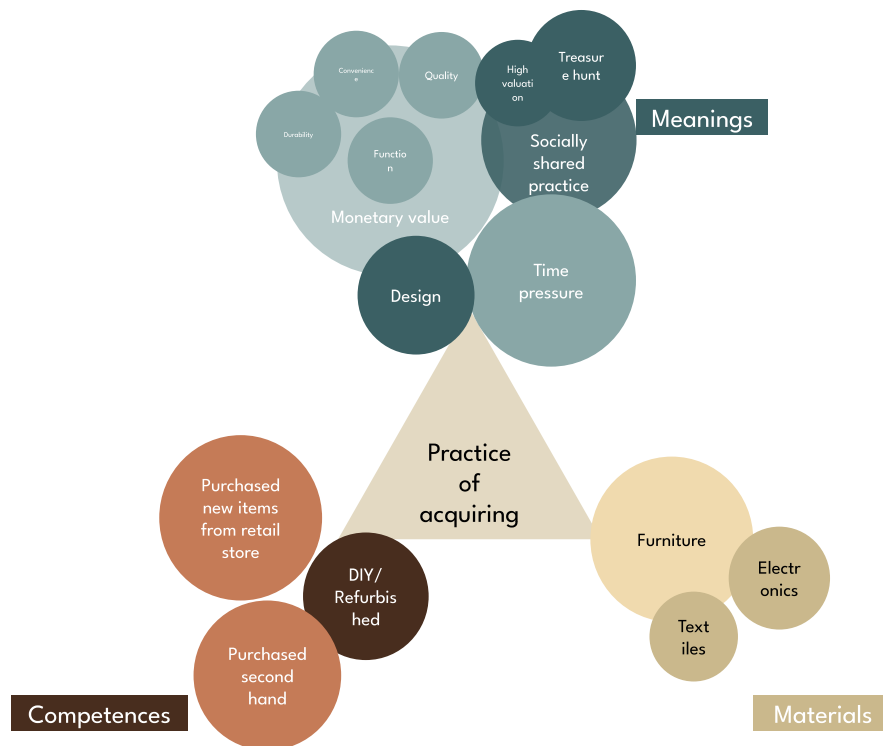 Treasur
e hunt
Convenienc
e
Quality
High
valuati
on
Meanings
Durability
Functio
n
Socially
shared
practice
Monetary value
Time
pressure
Design
Practice
of
acquiring
Purchased
new items
from retail
store
Furniture
DIY/
Refurbis
hed
Electr
onics
Text
iles
Purchased
second
hand
Competences
Materials